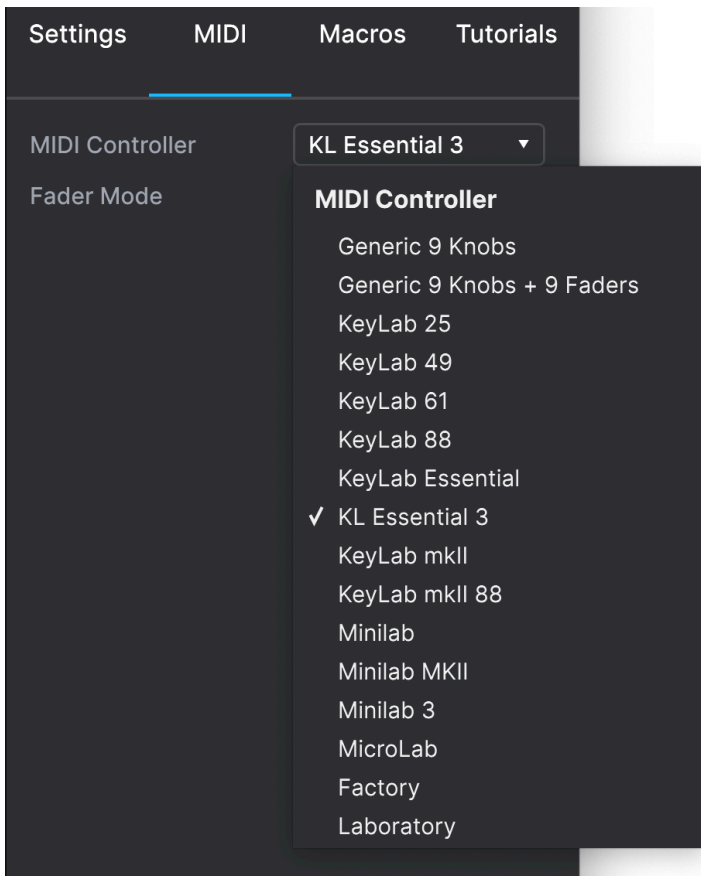 Settings MIDI Macros Tutorials
MIDI Controller KL Essential 3
Fader Mode
MIDI Controller
Generic 9 Knobs
Generic 9 Knobs + 9 Faders
KeyLab 25
KeyLab 49
KeyLab 61
KeyLab 88
KeyLab Essential
✓ KL Essential 3
KeyLab mkII
KeyLab mkII 88
Minilab
Minilab MKII
Minilab 3
MicroLab
Factory
Laboratory